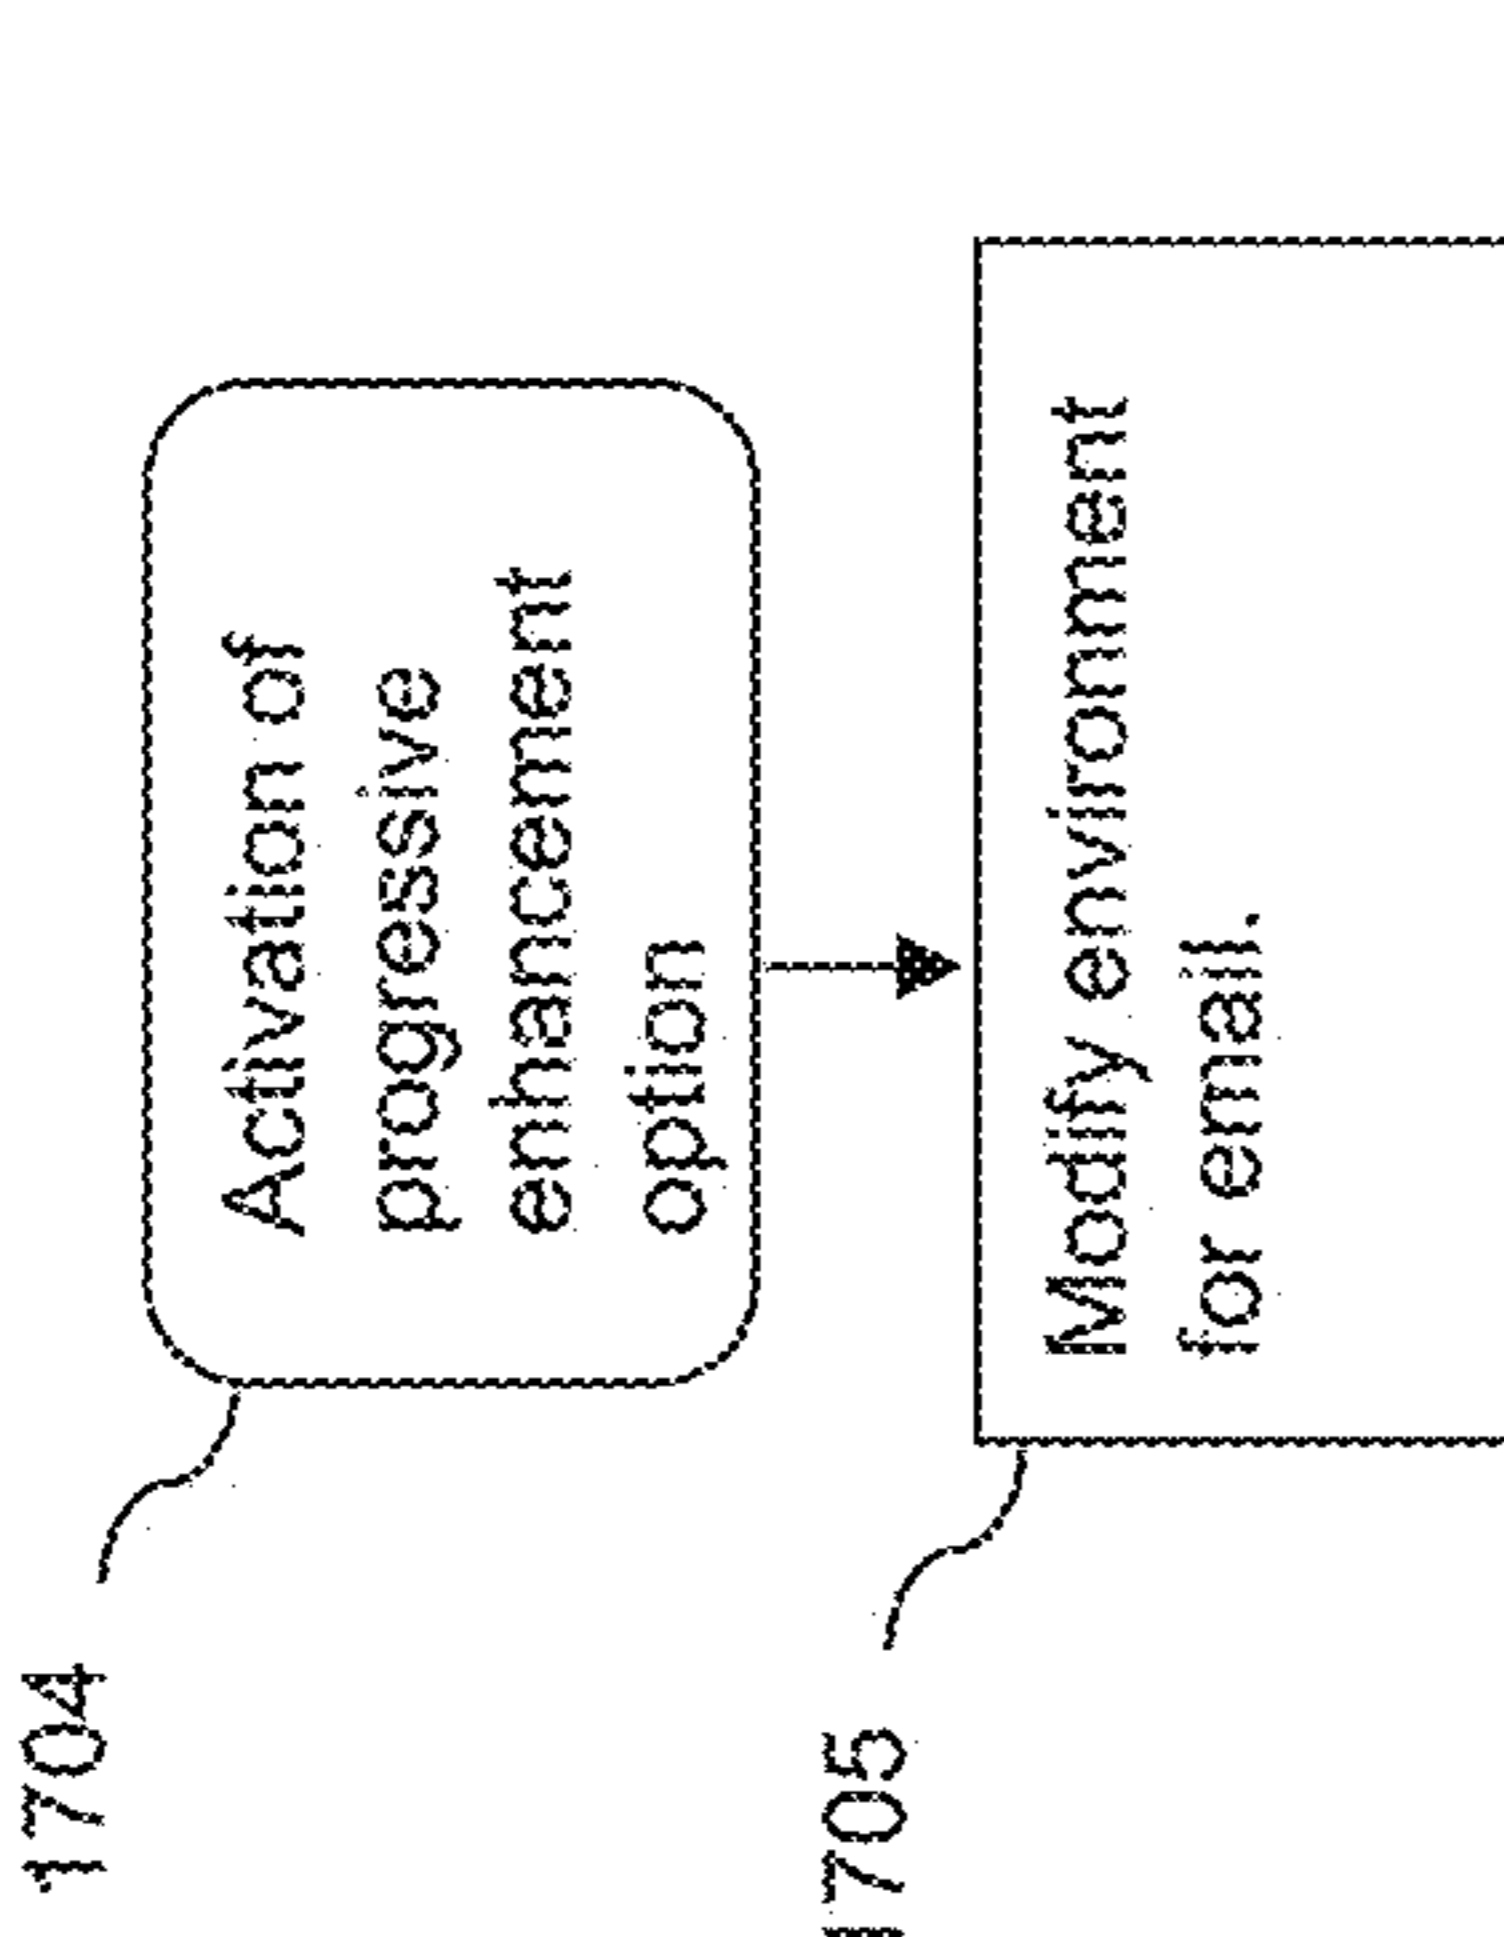 1704
Activation of
progressive
enhancement
option
1705
Modify environment
for email.